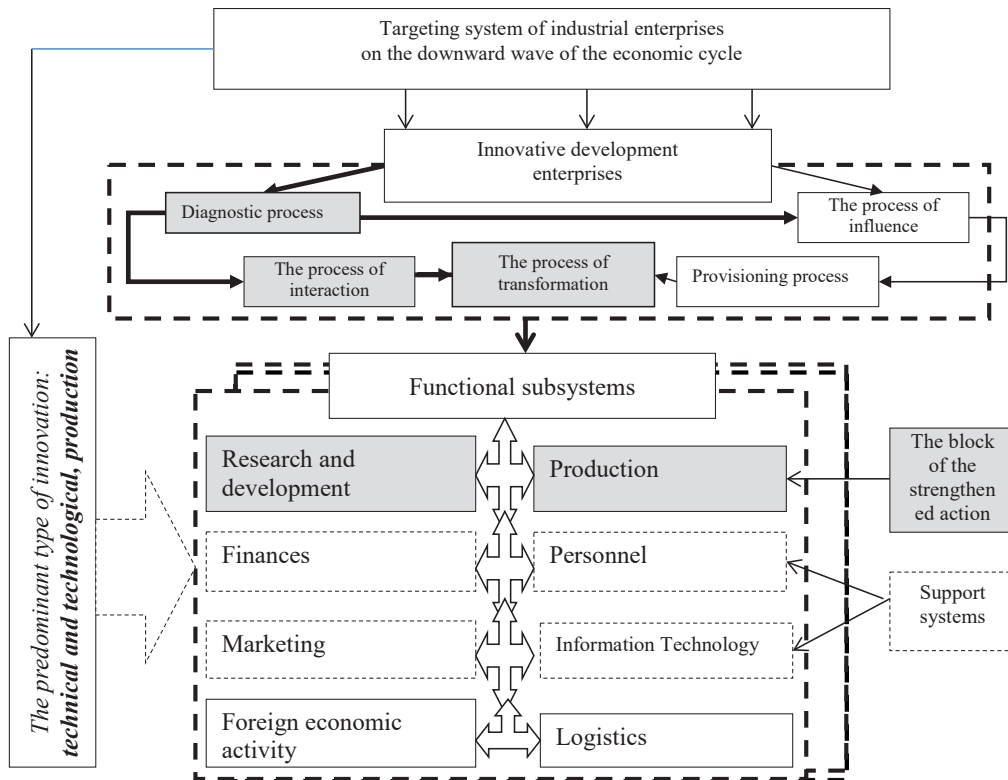 Targeting system of industrial enterprises
on the downward wave of the economic cycle
Innovative development
enterprises
Diagnostic process
The process of
influence
The process of
interaction
The process of
transformation
Provisioning process
The predominant type of innovation:
technical and technological, production
Functional subsystems
Research and
development
Production
The block
of the
strengthen
ed action
Finances
Personnel
Support
systems
Marketing
Information Technology
Foreign economic
activity
Logistics